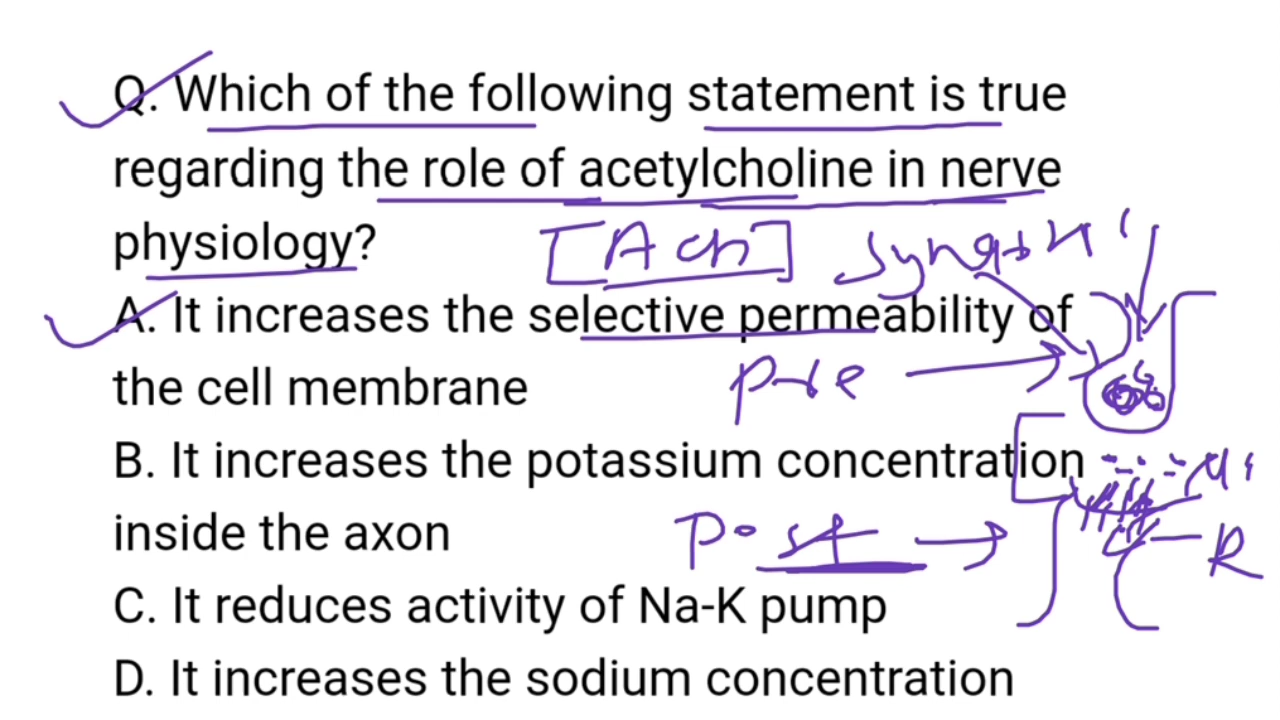 Q. Which of the following statement is true
regarding the role of acetylcholine in nerve
physiology?
[Ach]
A. It increases the selective permeability of
the cell membrane
Pre
B. It increases the potassium concentration
inside the axon
Post
R
C. It reduces activity of Na-K pump
D. It increases the sodium concentration